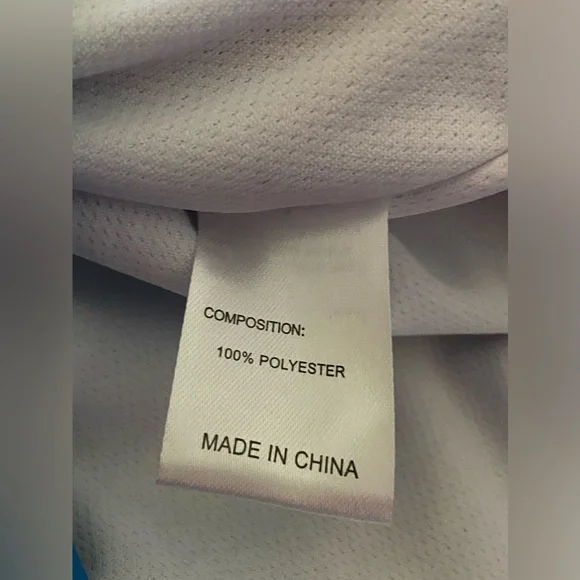 COMPOSITION:
100% POLYESTER
MADE IN CHINA